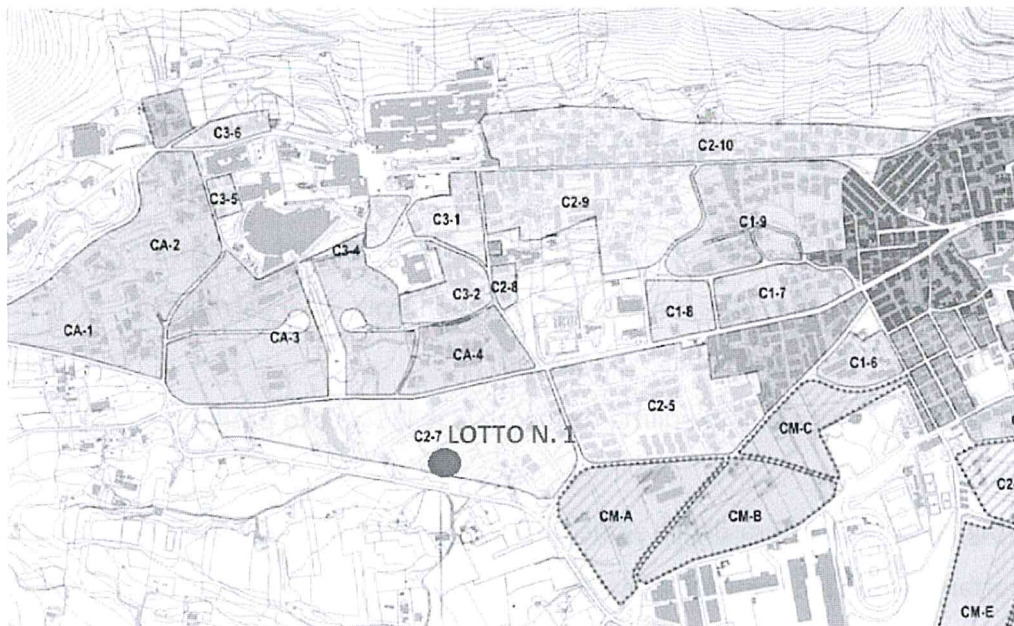 C3-6
C2-10
C3-5
C3-1
C2-9
C1-9
CA-2
C3-4
C2-8
C3-2
C1-7
C1-8
CA-1
CA-3
CA-4
C1-6
C2-5
C2-7 LOTTO N. 1
CM-C
CM-A
CM-B
CM-E